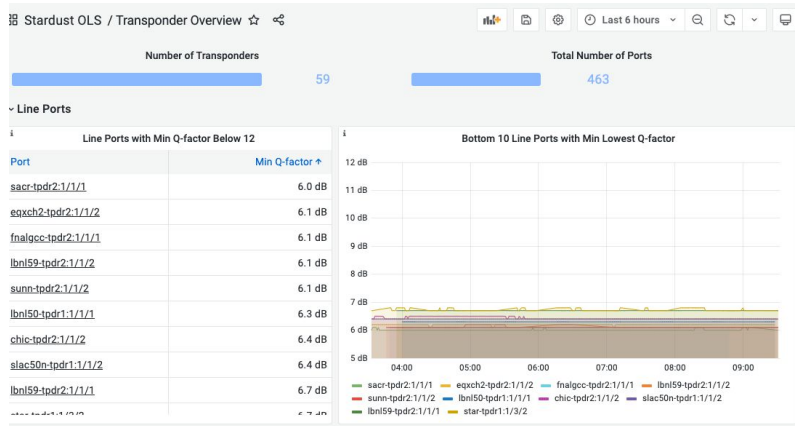 Stardust OLS / Transponder Overview
Last 6 hours
Number of Transponders
Total Number of Ports
59
463
Line Ports
Line Ports with Min Q-factor Below 12
Port Min Q-factor ↑
sacr-tpdr2:1/1/1 6.0 dB
eqxch2-tpdr2:1/1/2 6.1 dB
fnalgcc-tpdr2:1/1/1 6.1 dB
lbnl59-tpdr2:1/1/2 6.1 dB
sunn-tpdr2:1/1/2 6.1 dB
lbnl50-tpdr1:1/1/1 6.3 dB
chic-tpdr2:1/1/2 6.4 dB
slac50n-tpdr1:1/1/2 6.4 dB
lbnl59-tpdr2:1/1/1 6.7 dB
star-tpdr1:1/3/2 6.7 dB
Bottom 10 Line Ports with Min Lowest Q-factor
12 dB
11 dB
10 dB
9 dB
8 dB
7 dB
6 dB
5 dB
04:00 05:00 06:00 07:00 08:00 09:00
sacr-tpdr2:1/1/1 eqxch2-tpdr2:1/1/2 fnalgcc-tpdr2:1/1/1 lbnl59-tpdr2:1/1/2
sunn-tpdr2:1/1/2 lbnl50-tpdr1:1/1/1 chic-tpdr2:1/1/2 slac50n-tpdr1:1/1/2
lbnl59-tpdr2:1/1/1 star-tpdr1:1/3/2